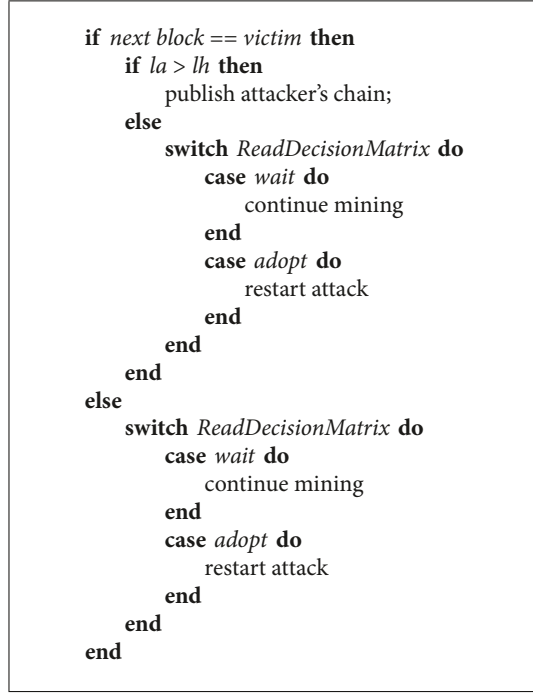 if next block == victim then
if la > lh then
publish attacker's chain;
else
switch ReadDecisionMatrix do
case wait do
continue mining
end
case adopt do
restart attack
end
end
end
else
switch ReadDecisionMatrix do
case wait do
continue mining
end
case adopt do
restart attack
end
end
end